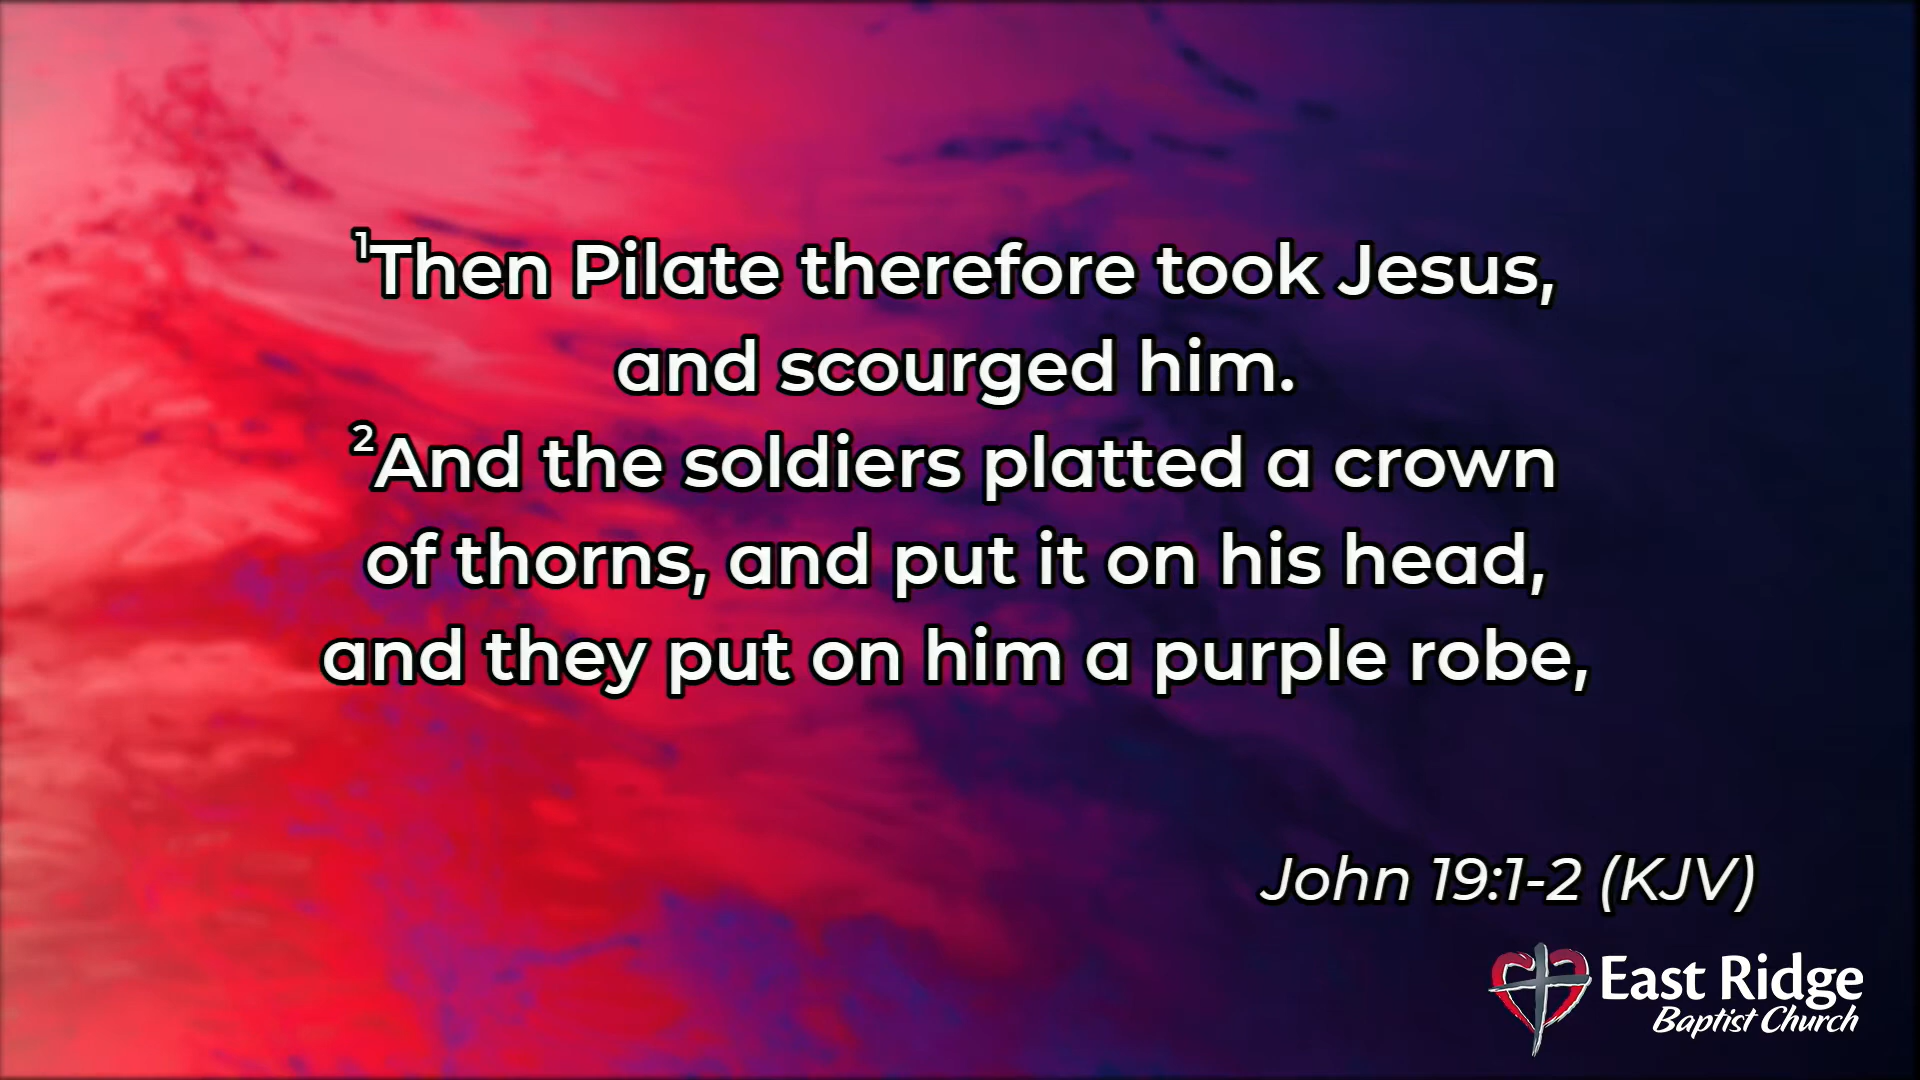 ¹Then Pilate therefore took Jesus,
and scourged him.
²And the soldiers platted a crown
of thorns, and put it on his head,
and they put on him a purple robe,
John 19:1-2 (KJV)
East Ridge
Baptist Church